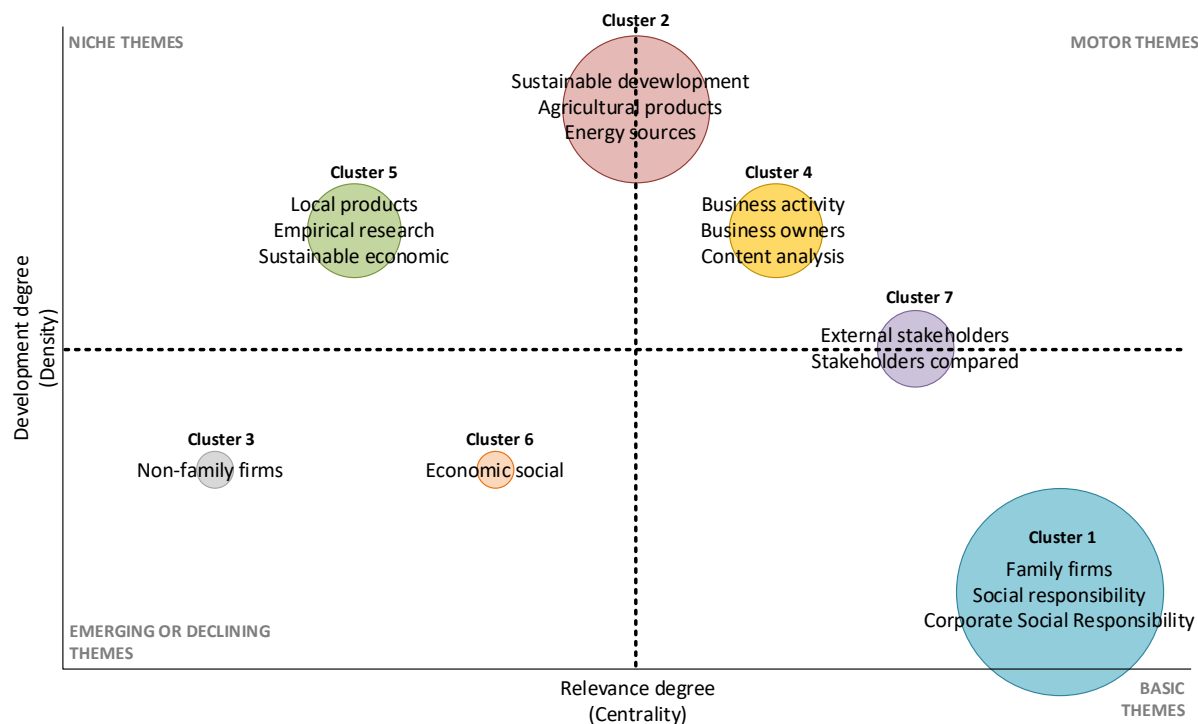 Cluster 2
NICHE THEMES
MOTOR THEMES
Sustainable devewlopment
Agricultural products
Energy sources
Cluster 5
Local products
Empirical research
Sustainable economic
Cluster 4
Business activity
Business owners
Content analysis
Cluster 7
External stakeholders
Stakeholders compared
Development degree
(Density)
Cluster 3
Non-family firms
Cluster 6
Economic social
Cluster 1
Family firms
Social responsibility
Corporate Social Responsibility
EMERGING OR DECLINING
THEMES
Relevance degree
(Centrality)
BASIC
THEMES